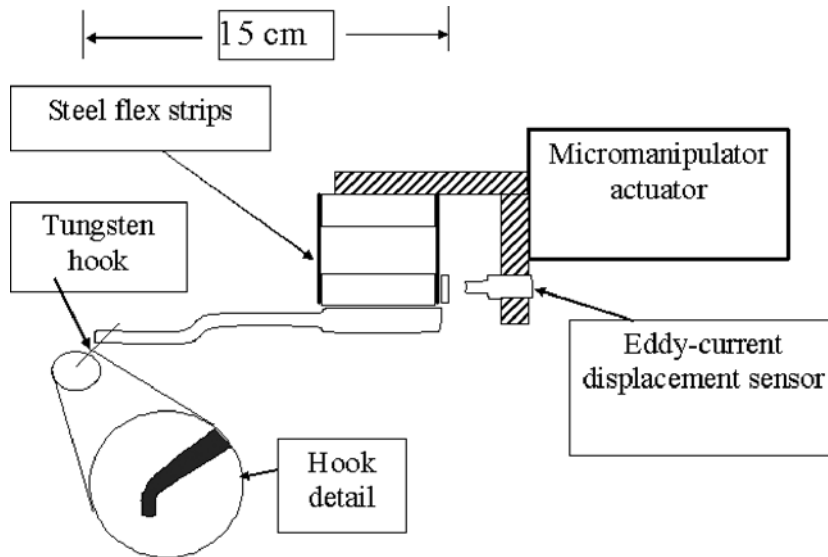 15 cm
Steel flex strips
Micromanipulator
actuator
Tungsten
hook
Eddy-current
displacement sensor
Hook
detail